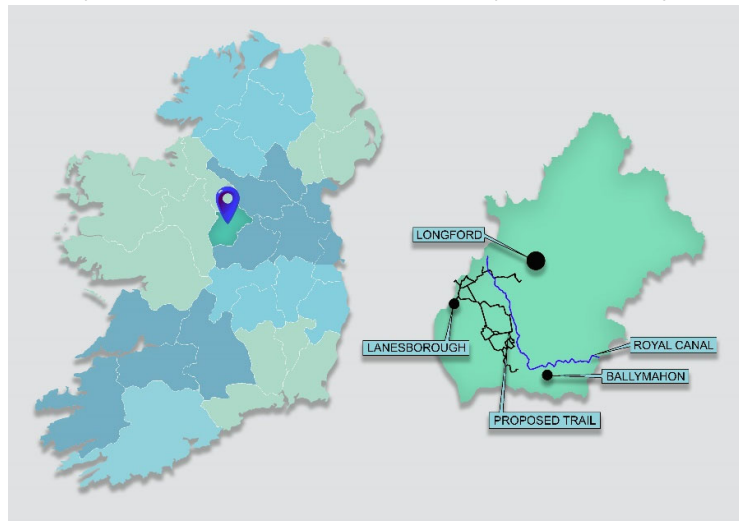 LONGFORD
LANESBOROUGH
ROYAL CANAL
BALLYMAHON
PROPOSED TRAIL